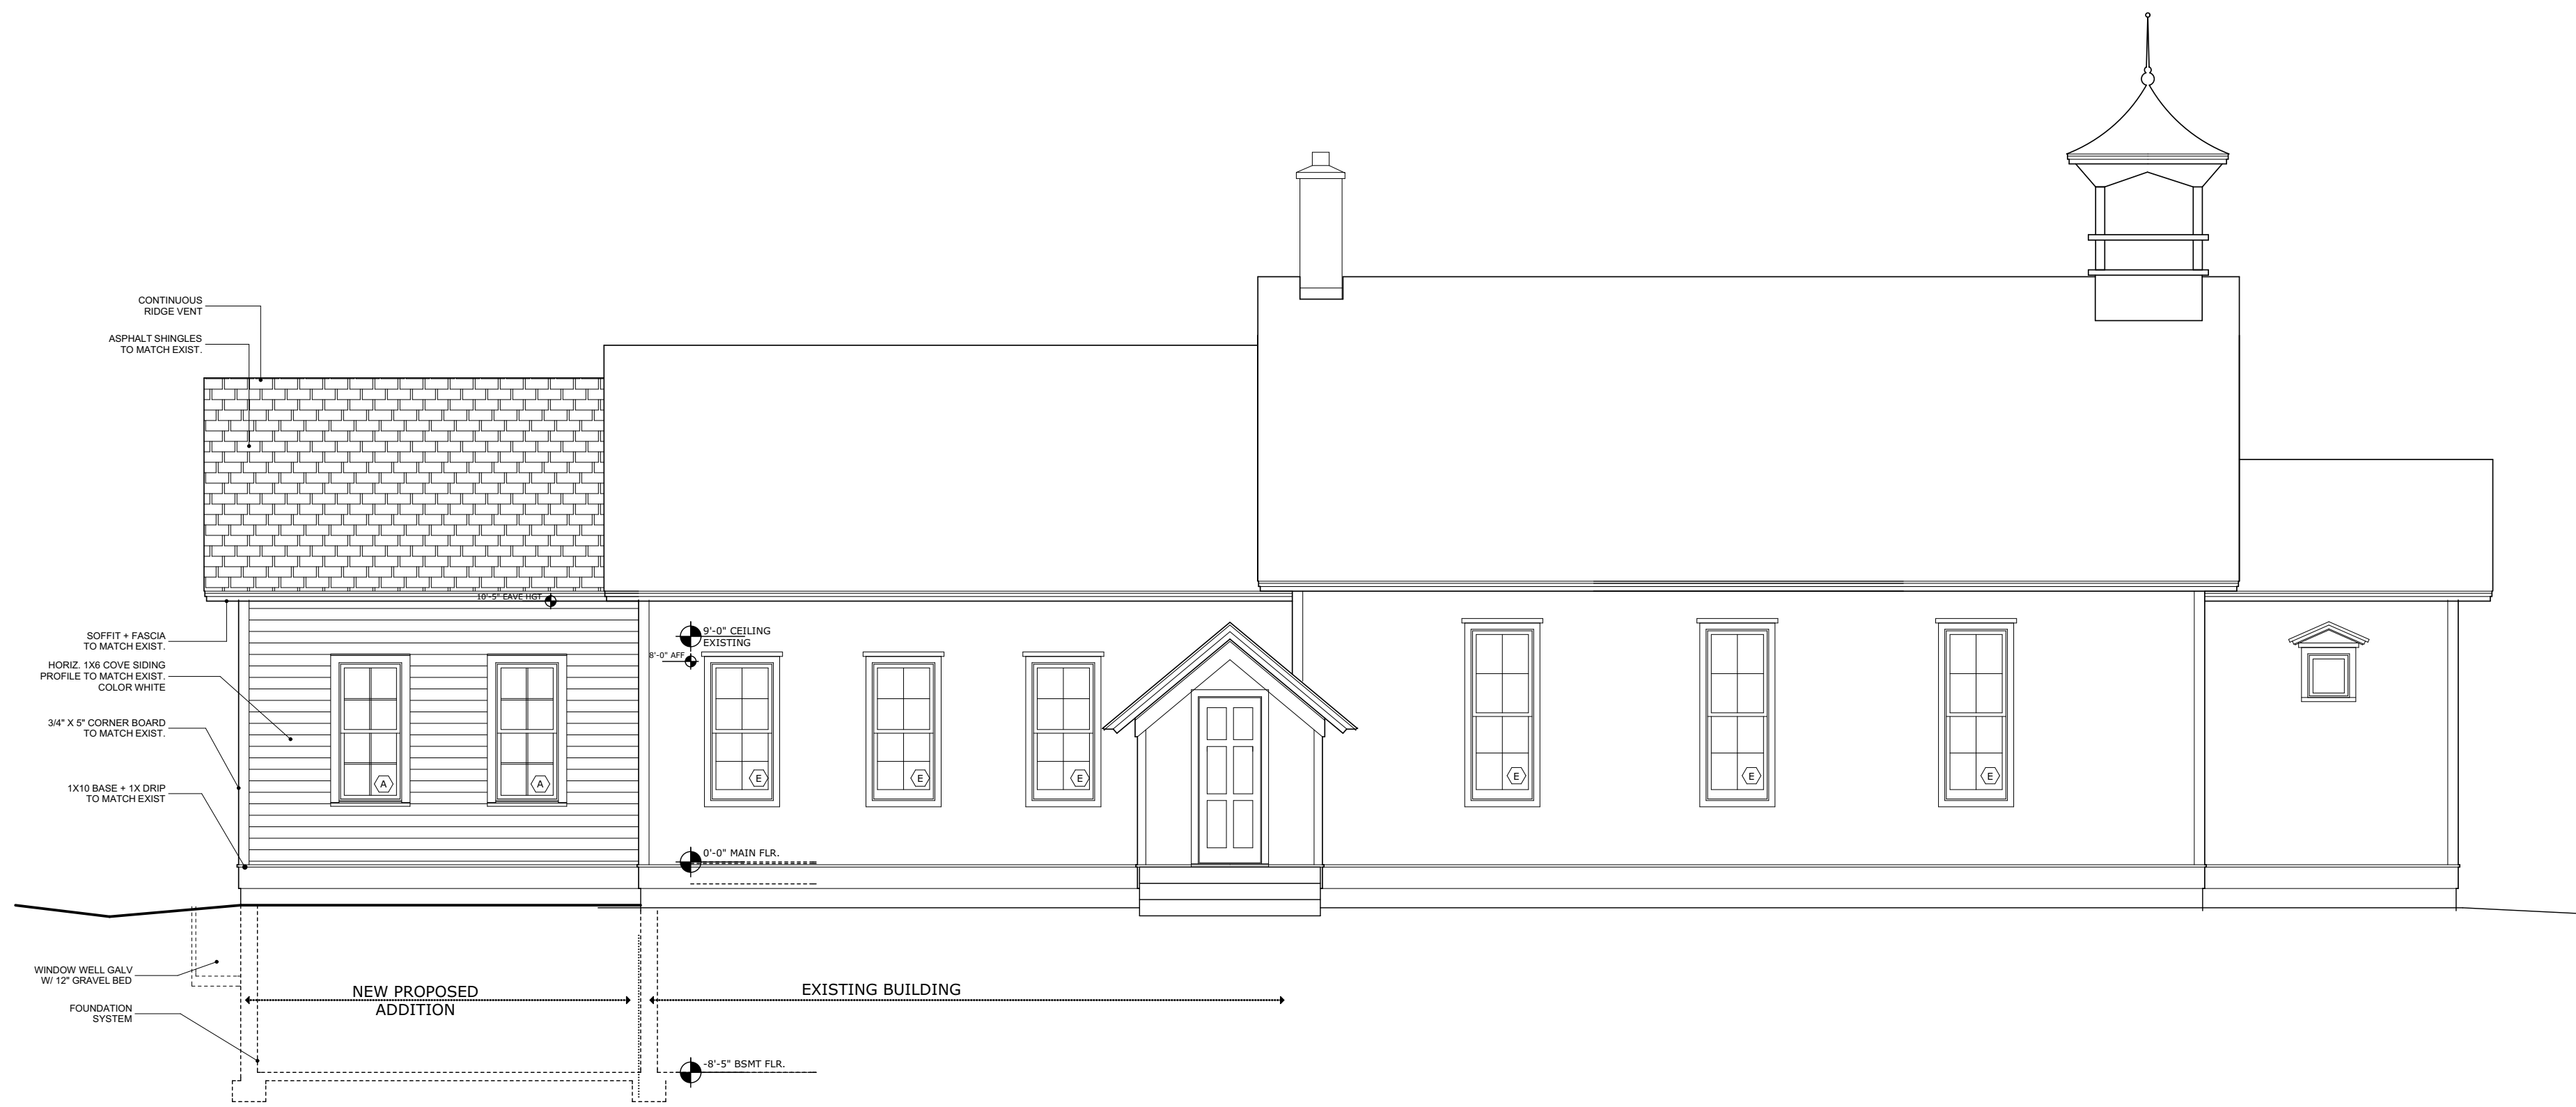 CONTINUOUS
RIDGE VENT
ASPHALT SHINGLES
TO MATCH EXIST.
10'-5" EAVE HGT
SOFFIT + FASCIA
TO MATCH EXIST.
HORIZ. 1X6 COVE SIDING
PROFILE TO MATCH EXIST.
COLOR WHITE
3/4" X 5" CORNER BOARD
TO MATCH EXIST.
1X10 BASE + 1X DRIP
TO MATCH EXIST
9'-0" CEILING
EXISTING
8'-0" AFF
A
A
E
E
E
E
E
E
0'-0" MAIN FLR.
WINDOW WELL GALV
W/ 12" GRAVEL BED
FOUNDATION
SYSTEM
NEW PROPOSED
ADDITION
EXISTING BUILDING
-8'-5" BSMT FLR.